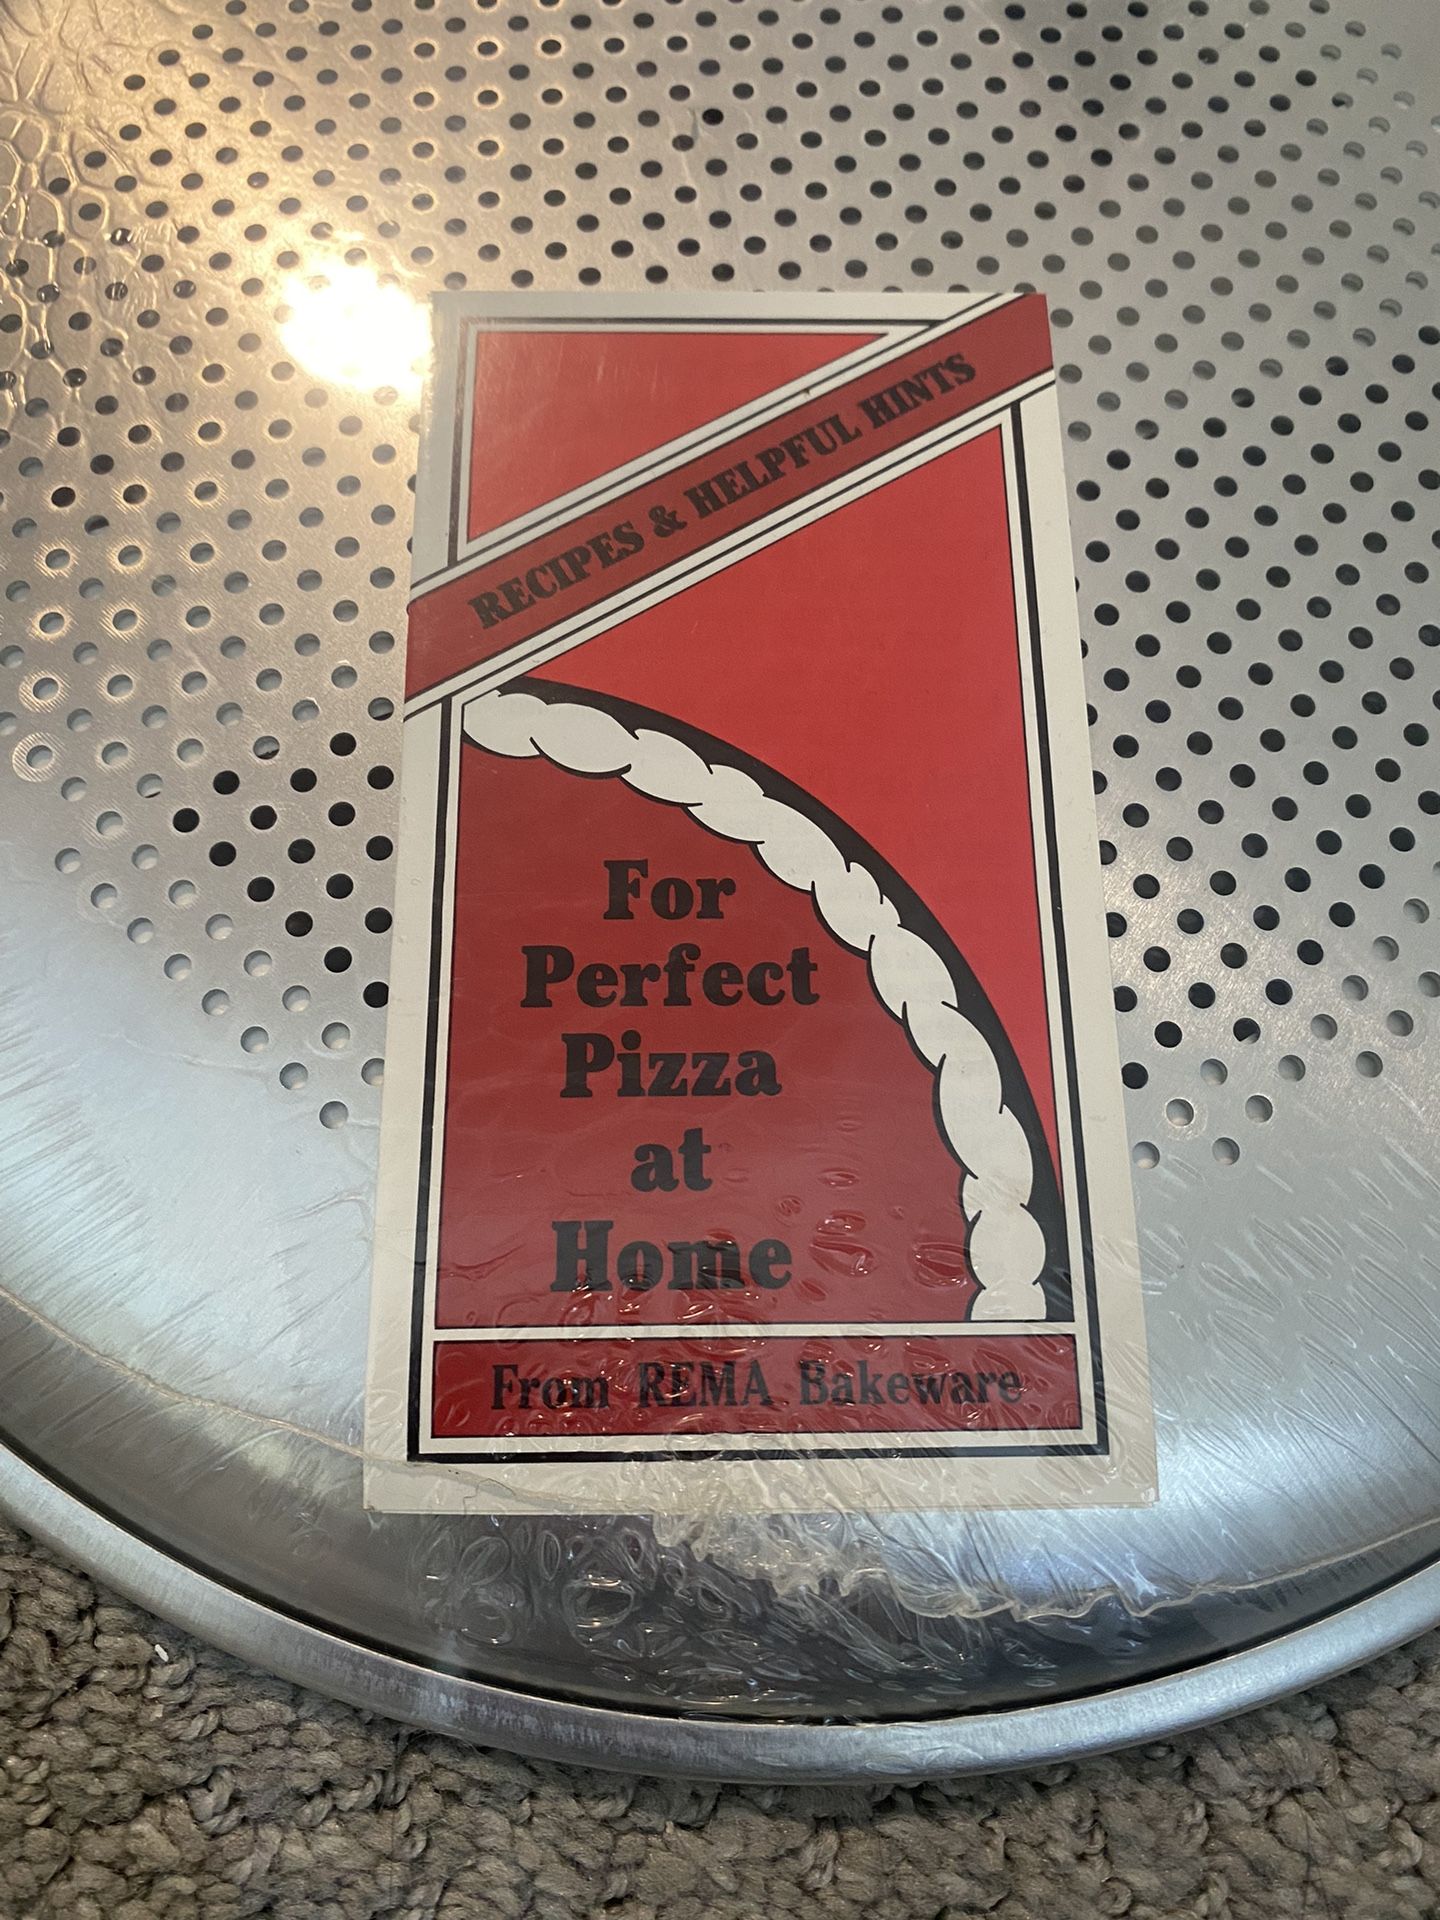 RECIPES & HELPFUL HINTS
For
Perfect
Pizza
at
Home
From REMA Bakeware